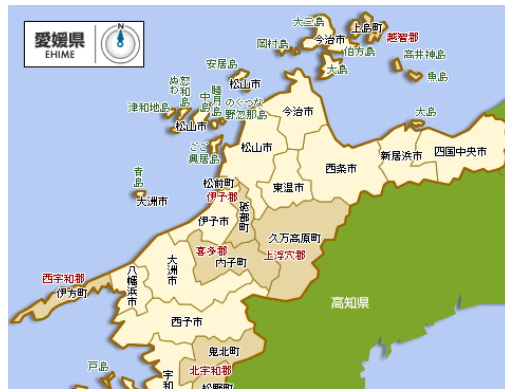 愛媛県
EHIME
大三島
上島町
越智郡
岡村島
今治市
伯方島
高井神島
安居島
大島
魚島
松山市
怒和島
ぬわ
中島
睦月島
津和地島
のぐつな
野忽那島
松山市
今治市
大島
ごご
興居島
松山市
西条市
新居浜市
四国中央市
東温市
青島
大洲市
松前町
伊予郡
砥部町
伊予市
久万高原町
喜多郡
内子町
上浮穴郡
大洲市
西宇和郡
伊方町
八幡浜市
高知県
西予市
鬼北町
戸島
北宇和郡
宇和
松野町